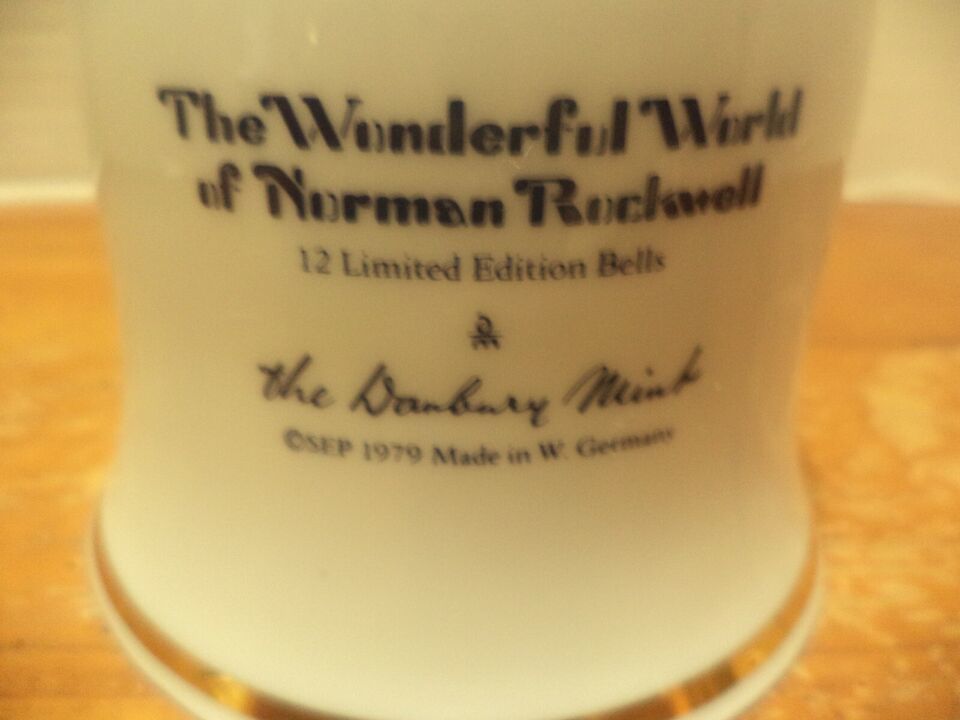 The Wonderful World
of Norman Rockwell
12 Limited Edition Bells
the Danbury Mint
©SEP 1979 Made in W. Germany